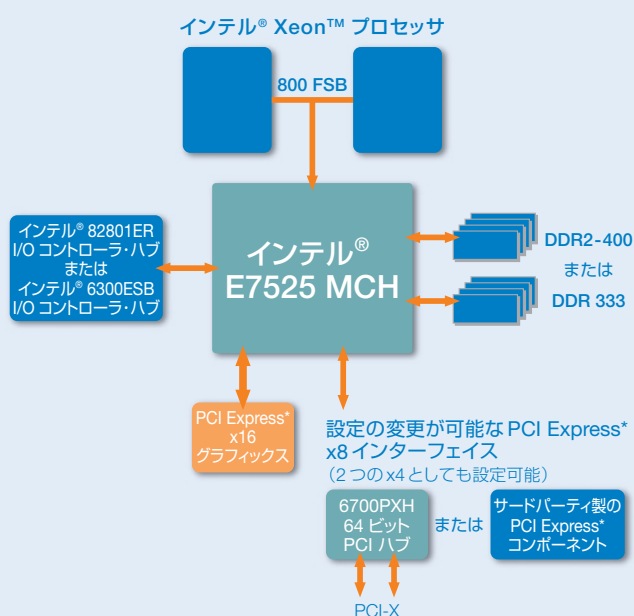 インテル® Xeon™ プロセッサ
800 FSB
インテル® 82801ER
I/O コントローラ・ハブ
または
インテル® 6300ESB
I/O コントローラ・ハブ
インテル®
E7525 MCH
DDR2-400
または
DDR 333
PCI Express*
x16
グラフィックス
設定の変更が可能な PCI Express*
x8 インターフェイス
(2 つの x4 としても設定可能)
6700PXH
64 ビット
PCI ハブ
または
サードパーティ製の
PCI Express*
コンポーネント
PCI-X